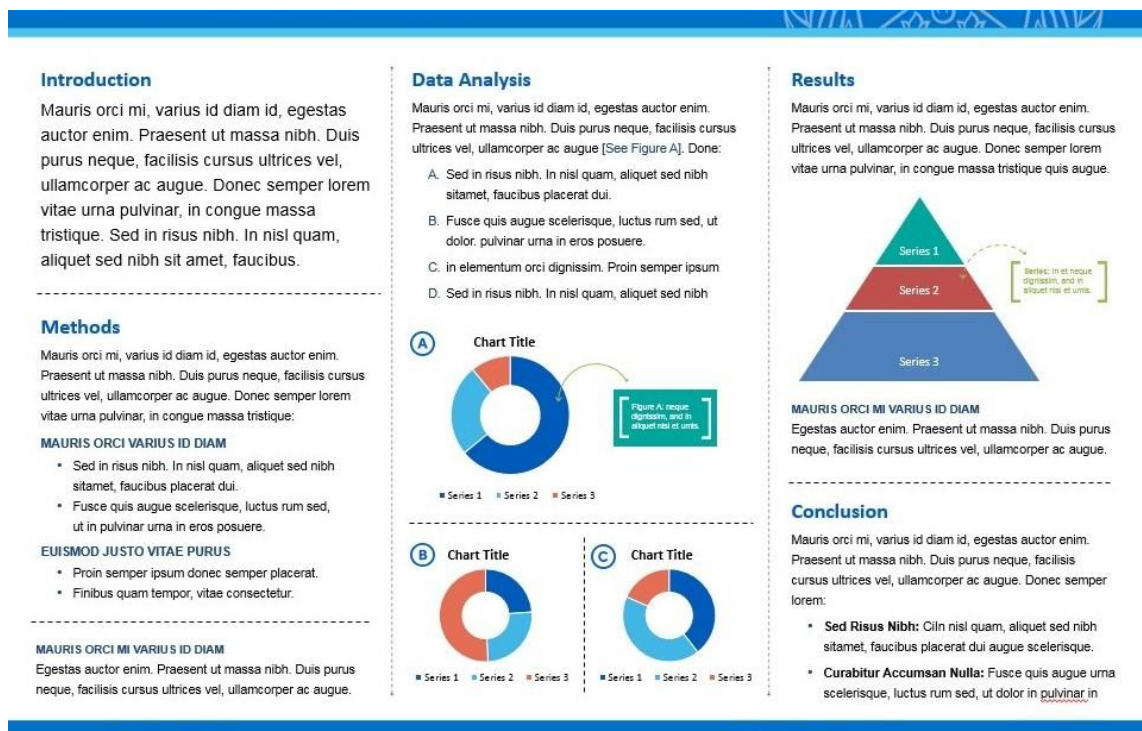 Introduction
Mauris orci mi, varius id diam id, egestas
auctor enim. Praesent ut massa nibh. Duis
purus neque, facilisis cursus ultrices vel,
ullamcorper ac augue. Donec semper lorem
vitae urna pulvinar, in congue massa
tristique. Sed in risus nibh. In nisl quam,
aliquet sed nibh sit amet, faucibus.
Methods
Mauris orci mi, varius id diam id, egestas auctor enim.
Praesent ut massa nibh. Duis purus neque, facilisis cursus
ultrices vel, ullamcorper ac augue. Donec semper lorem
vitae urna pulvinar, in congue massa tristique:
MAURIS ORCI VARIUS ID DIAM
• Sed in risus nibh. In nisl quam, aliquet sed nibh
sitamet, faucibus placerat dui.
• Fusce quis augue scelerisque, luctus rum sed,
ut in pulvinar urna in eros posuere.
EUISMOD JUSTO VITAE PURUS
• Proin semper ipsum donec semper placerat.
• Finibus quam tempor, vitae consectetur.
MAURIS ORCI MI VARIUS ID DIAM
Egestas auctor enim. Praesent ut massa nibh. Duis purus
neque, facilisis cursus ultrices vel, ullamcorper ac augue.
Data Analysis
Mauris orci mi, varius id diam id, egestas auctor enim.
Praesent ut massa nibh. Duis purus neque, facilisis cursus
ultrices vel, ullamcorper ac augue [See Figure A]. Done:
A. Sed in risus nibh. In nisl quam, aliquet sed nibh
sitamet, faucibus placerat dui.
B. Fusce quis augue scelerisque, luctus rum sed, ut
dolor. pulvinar urna in eros posuere.
C. in elementum orci dignissim. Proin semper ipsum
D. Sed in risus nibh. In nisl quam, aliquet sed nibh
A
Chart Title
Figure A: neque
dignissim, and in
aliquet nisi et urnis.
Series 1 Series 2 Series 3
B
Chart Title
Series 1 Series 2 Series 3
C
Chart Title
Series 1 Series 2 Series 3
Results
Mauris orci mi, varius id diam id, egestas auctor enim.
Praesent ut massa nibh. Duis purus neque, facilisis cursus
ultrices vel, ullamcorper ac augue. Donec semper lorem
vitae urna pulvinar, in congue massa tristique quis augue.
Series 1
Series 2
Series 3
Series: in et neque
dignissim, and in
aliquet nisi et urnis.
MAURIS ORCI MI VARIUS ID DIAM
Egestas auctor enim. Praesent ut massa nibh. Duis purus
neque, facilisis cursus ultrices vel, ullamcorper ac augue.
Conclusion
Mauris orci mi, varius id diam id, egestas auctor enim.
Praesent ut massa nibh. Duis purus neque, facilisis
cursus ultrices vel, ullamcorper ac augue. Donec semper
lorem:
• Sed Risus Nibh: CiIn nisl quam, aliquet sed nibh
sitamet, faucibus placerat dui augue scelerisque.
• Curabitur Accumsan Nulla: Fusce quis augue urna
scelerisque, luctus rum sed, ut dolor in pulvinar in